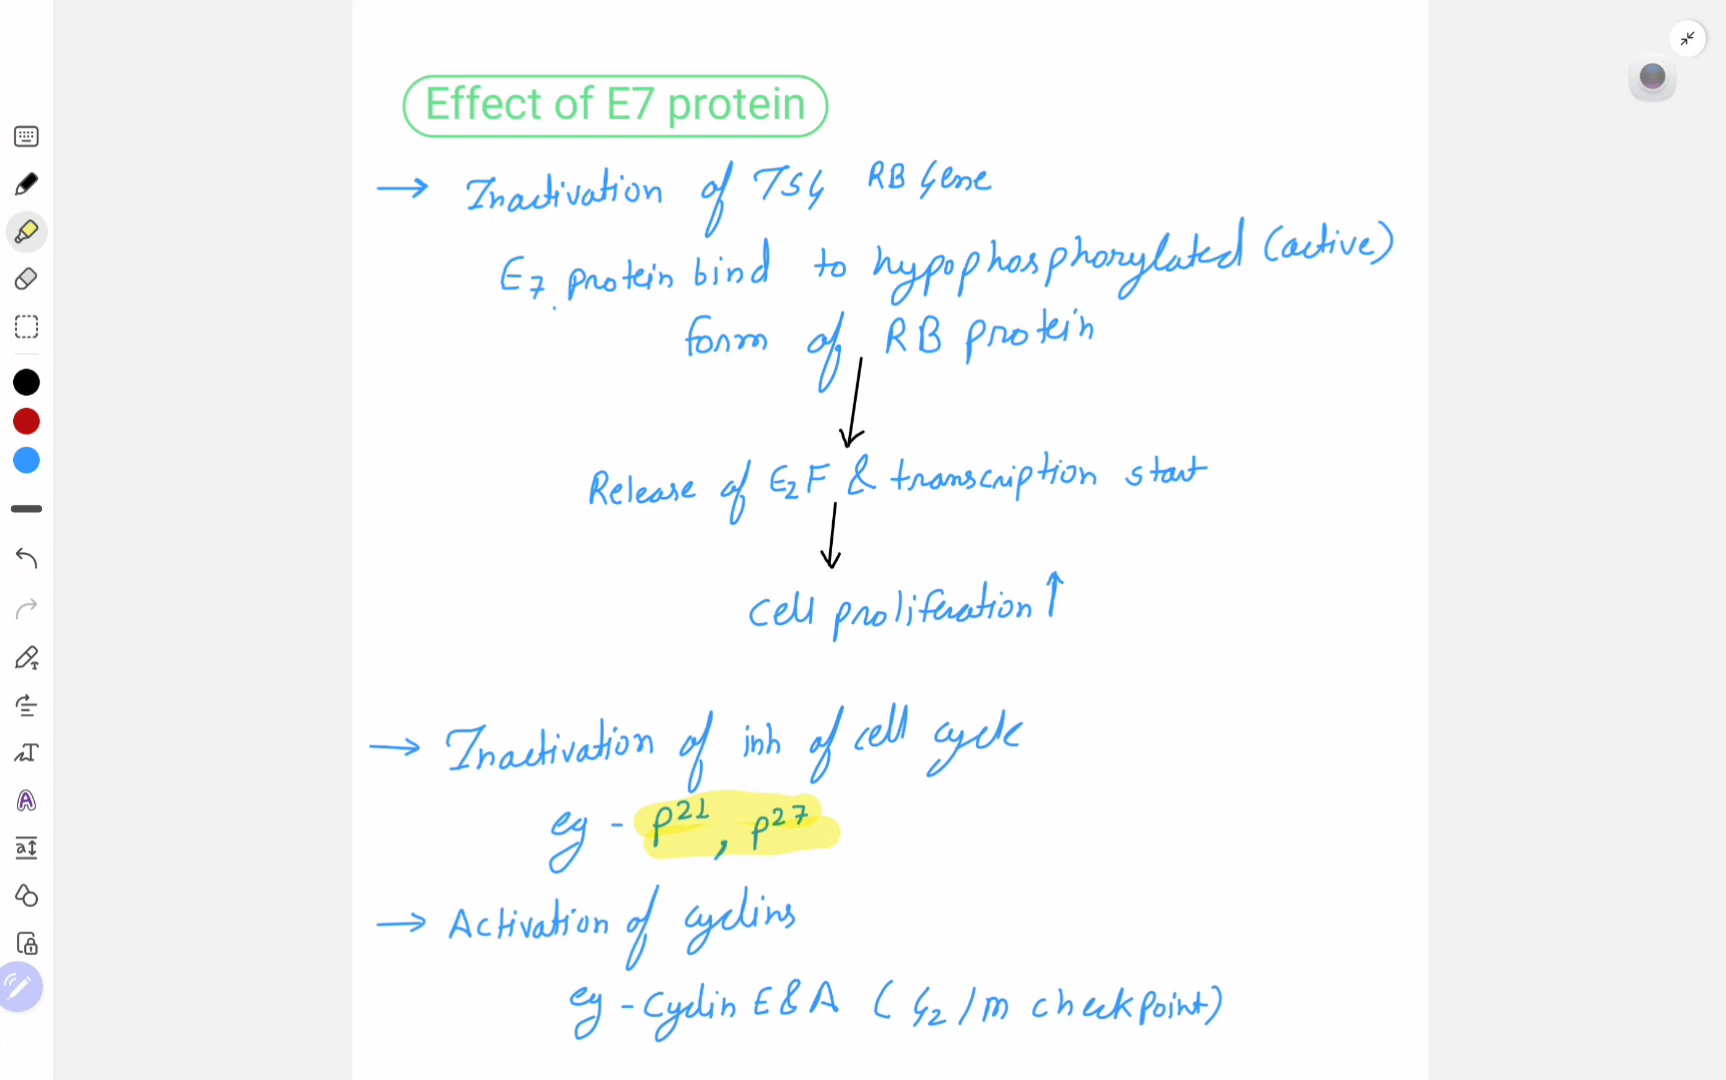 Effect of E7 protein
→ Inactivation of TSG RB Gene
E7 protein bind to hypophosphorylated (active)
form of RB protein
Release of E2F & transcription start
Cell proliferation ↑
→ Inactivation of inh of cell cycle
eg - p21, p27
→ Activation of cyclins
eg - Cyclin E & A (G2/M checkpoint)